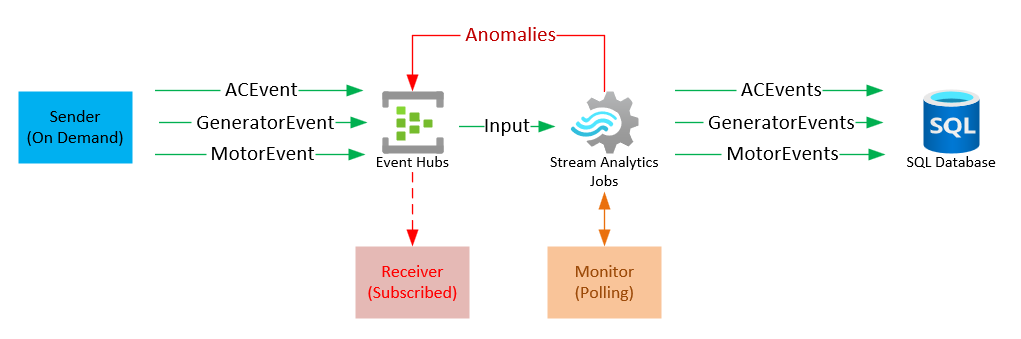 Anomalies
Sender
(On Demand)
ACEvent
GeneratorEvent
MotorEvent
Event Hubs
Input
Stream Analytics
Jobs
ACEvents
GeneratorEvents
MotorEvents
SQL
SQL Database
Receiver
(Subscribed)
Monitor
(Polling)